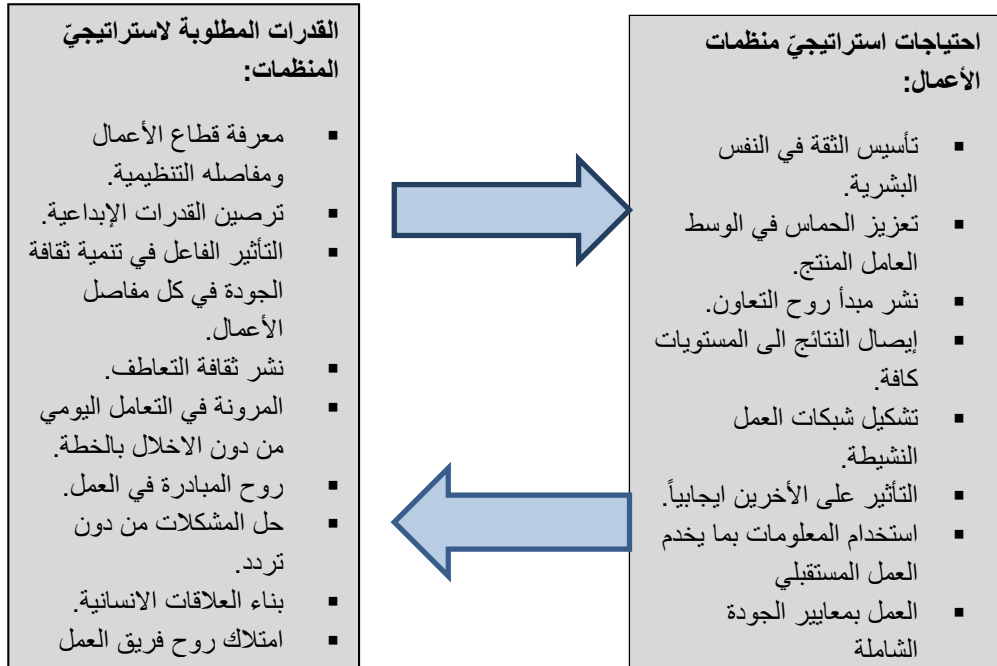 احتياجات استراتيجيّ منظمات
الأعمال:
▪ تأسيس الثقة في النفس
البشرية.
▪ تعزيز الحماس في الوسط
العامل المنتج.
▪ نشر مبدأ روح التعاون.
▪ إيصال النتائج الى المستويات
كافة.
▪ تشكيل شبكات العمل
النشيطة.
▪ التأثير على الأخرين ايجابياً.
▪ استخدام المعلومات بما يخدم
العمل المستقبلي
▪ العمل بمعايير الجودة
الشاملة
القدرات المطلوبة لاستراتيجيّ
المنظمات:
▪ معرفة قطاع الأعمال
ومفاصله التنظيمية.
▪ ترصين القدرات الإبداعية.
▪ التأثير الفاعل في تنمية ثقافة
الجودة في كل مفاصل
الأعمال.
▪ نشر ثقافة التعاطف.
▪ المرونة في التعامل اليومي
من دون الاخلال بالخطة.
▪ روح المبادرة في العمل.
▪ حل المشكلات من دون
تردد.
▪ بناء العلاقات الانسانية.
▪ امتلاك روح فريق العمل